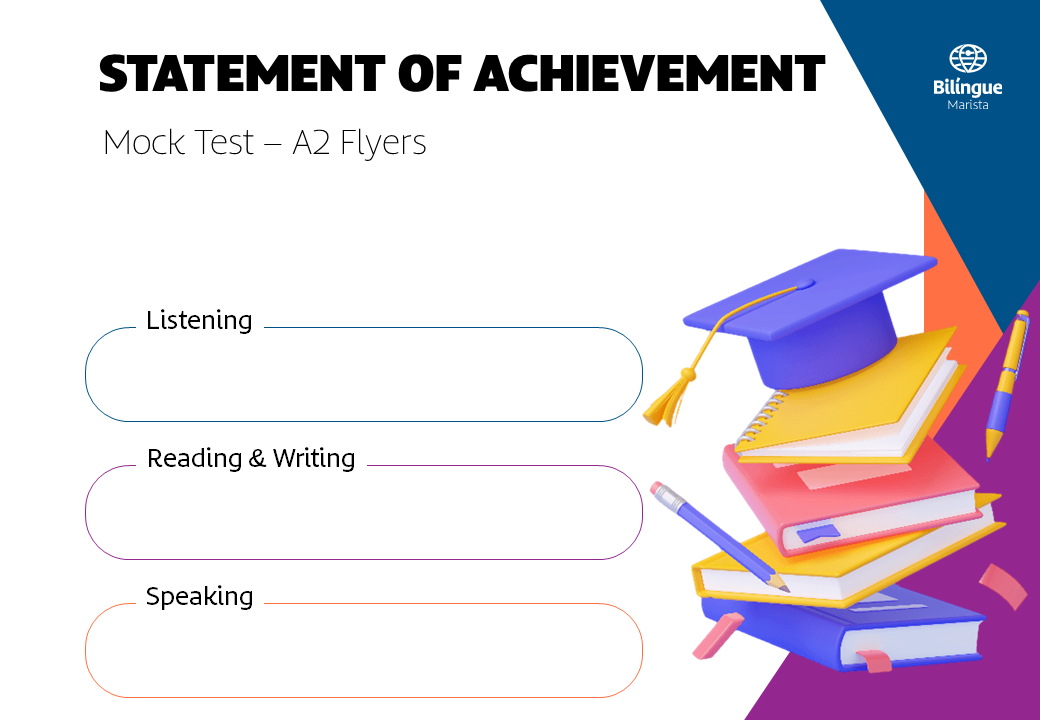 STATEMENT OF ACHIEVEMENT
Mock Test – A2 Flyers
Bilíngue
Marista
Listening
Reading & Writing
Speaking